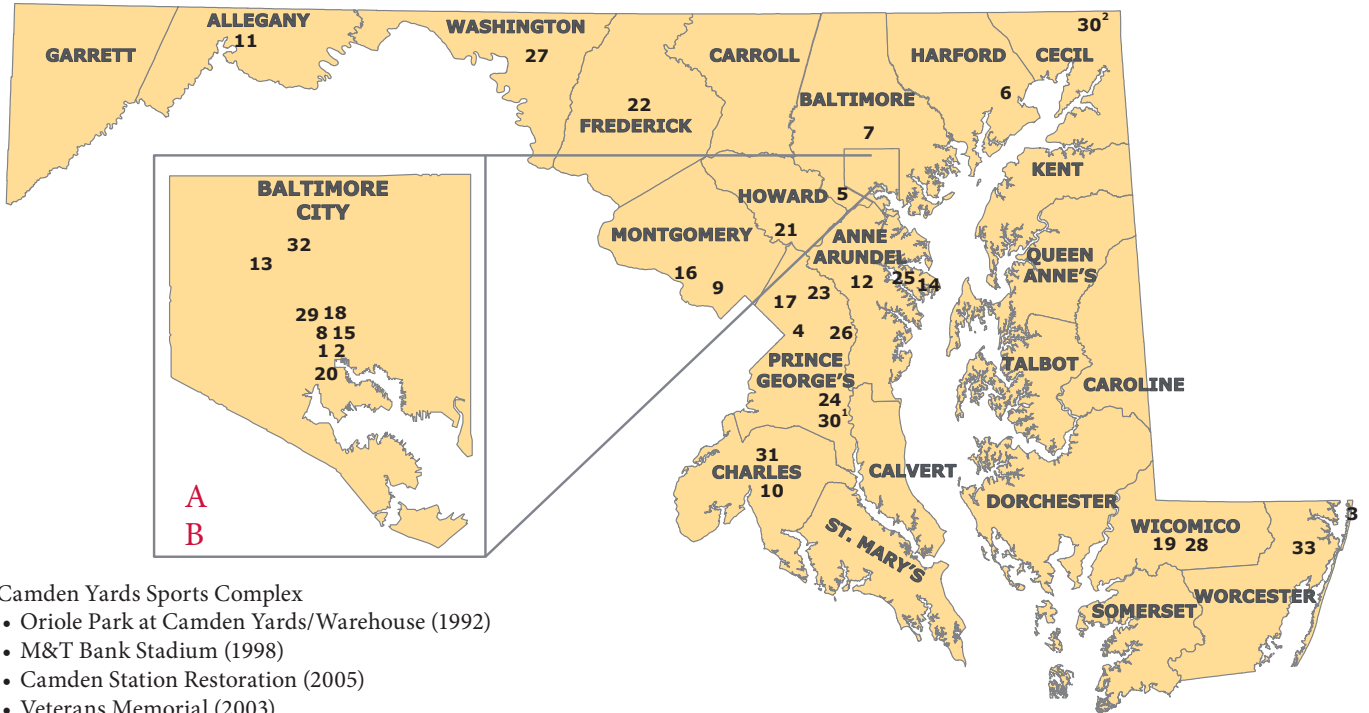 ALLEGANY
11
GARRETT
WASHINGTON
27
22
FREDERICK
CARROLL
BALTIMORE
7
HARFORD
6
30²
CECIL
KENT
HOWARD
5
21
MONTGOMERY
16
9
ANNE
ARUNDEL
12
25
14
QUEEN
ANNE'S
17
23
4
26
PRINCE
GEORGE'S
24
30¹
TALBOT
CAROLINE
31
CHARLES
10
CALVERT
ST. MARY'S
DORCHESTER
WICOMICO
19 28
33
3
WORCESTER
SOMERSET
BALTIMORE
CITY
32
13
29 18
8 15
1 2
20
A
B
Camden Yards Sports Complex
• Oriole Park at Camden Yards/Warehouse (1992)
• M&T Bank Stadium (1998)
• Camden Station Restoration (2005)
• Veterans Memorial (2003)